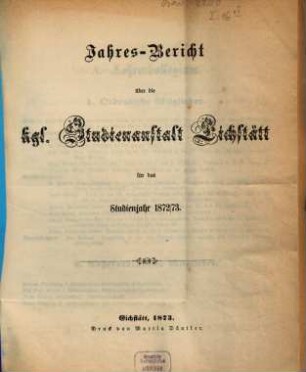 Jahres-Bericht
über die
kgl. Studienanstalt Eichstätt
für das
Studienjahr 1872/73.
Eichstätt, 1873.
Druck von Martin Däntler.